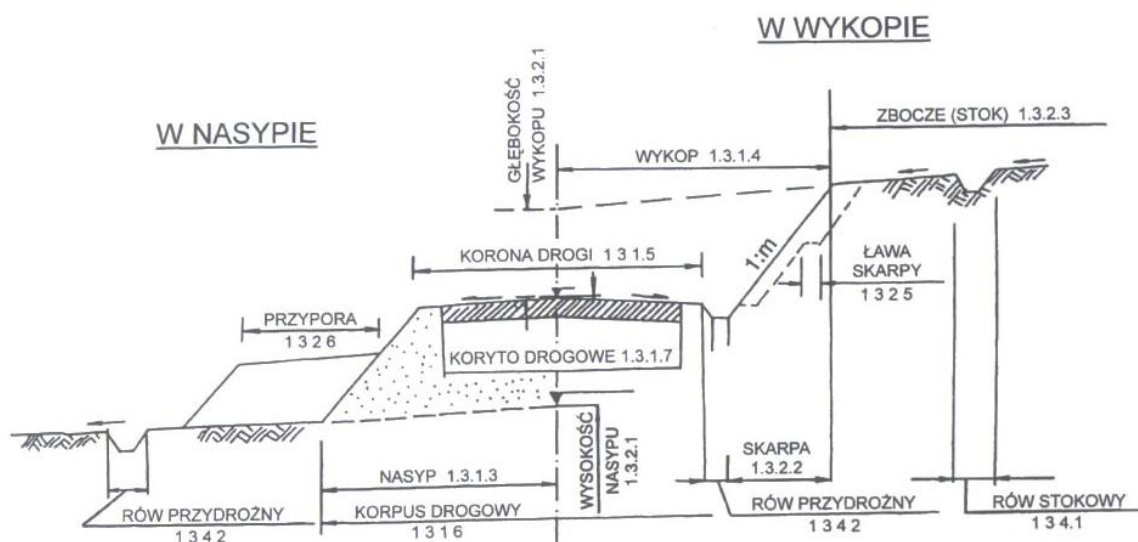 W WYKOPIE
W NASYPIE
GŁĘBOKOŚĆ
WYKOPU 1.3.2.1
ZBOCZE (STOK) 1.3.2.3
WYKOP 1.3.1.4
KORONA DROGI 1 3 1.5
1:m
ŁAWA
SKARPY
1 3 2 5
PRZYPORA
1 3 2 6
KORYTO DROGOWE 1.3.1.7
WYSOKOŚĆ
NASYPU
1.3.2.1
SKARPA
1.3.2.2
NASYP 1.3.1.3
RÓW PRZYDROŻNY
1 3 4 2
KORPUS DROGOWY
1 3 1 6
RÓW PRZYDROŻNY
1 3 4 2
RÓW STOKOWY
1 3 4.1